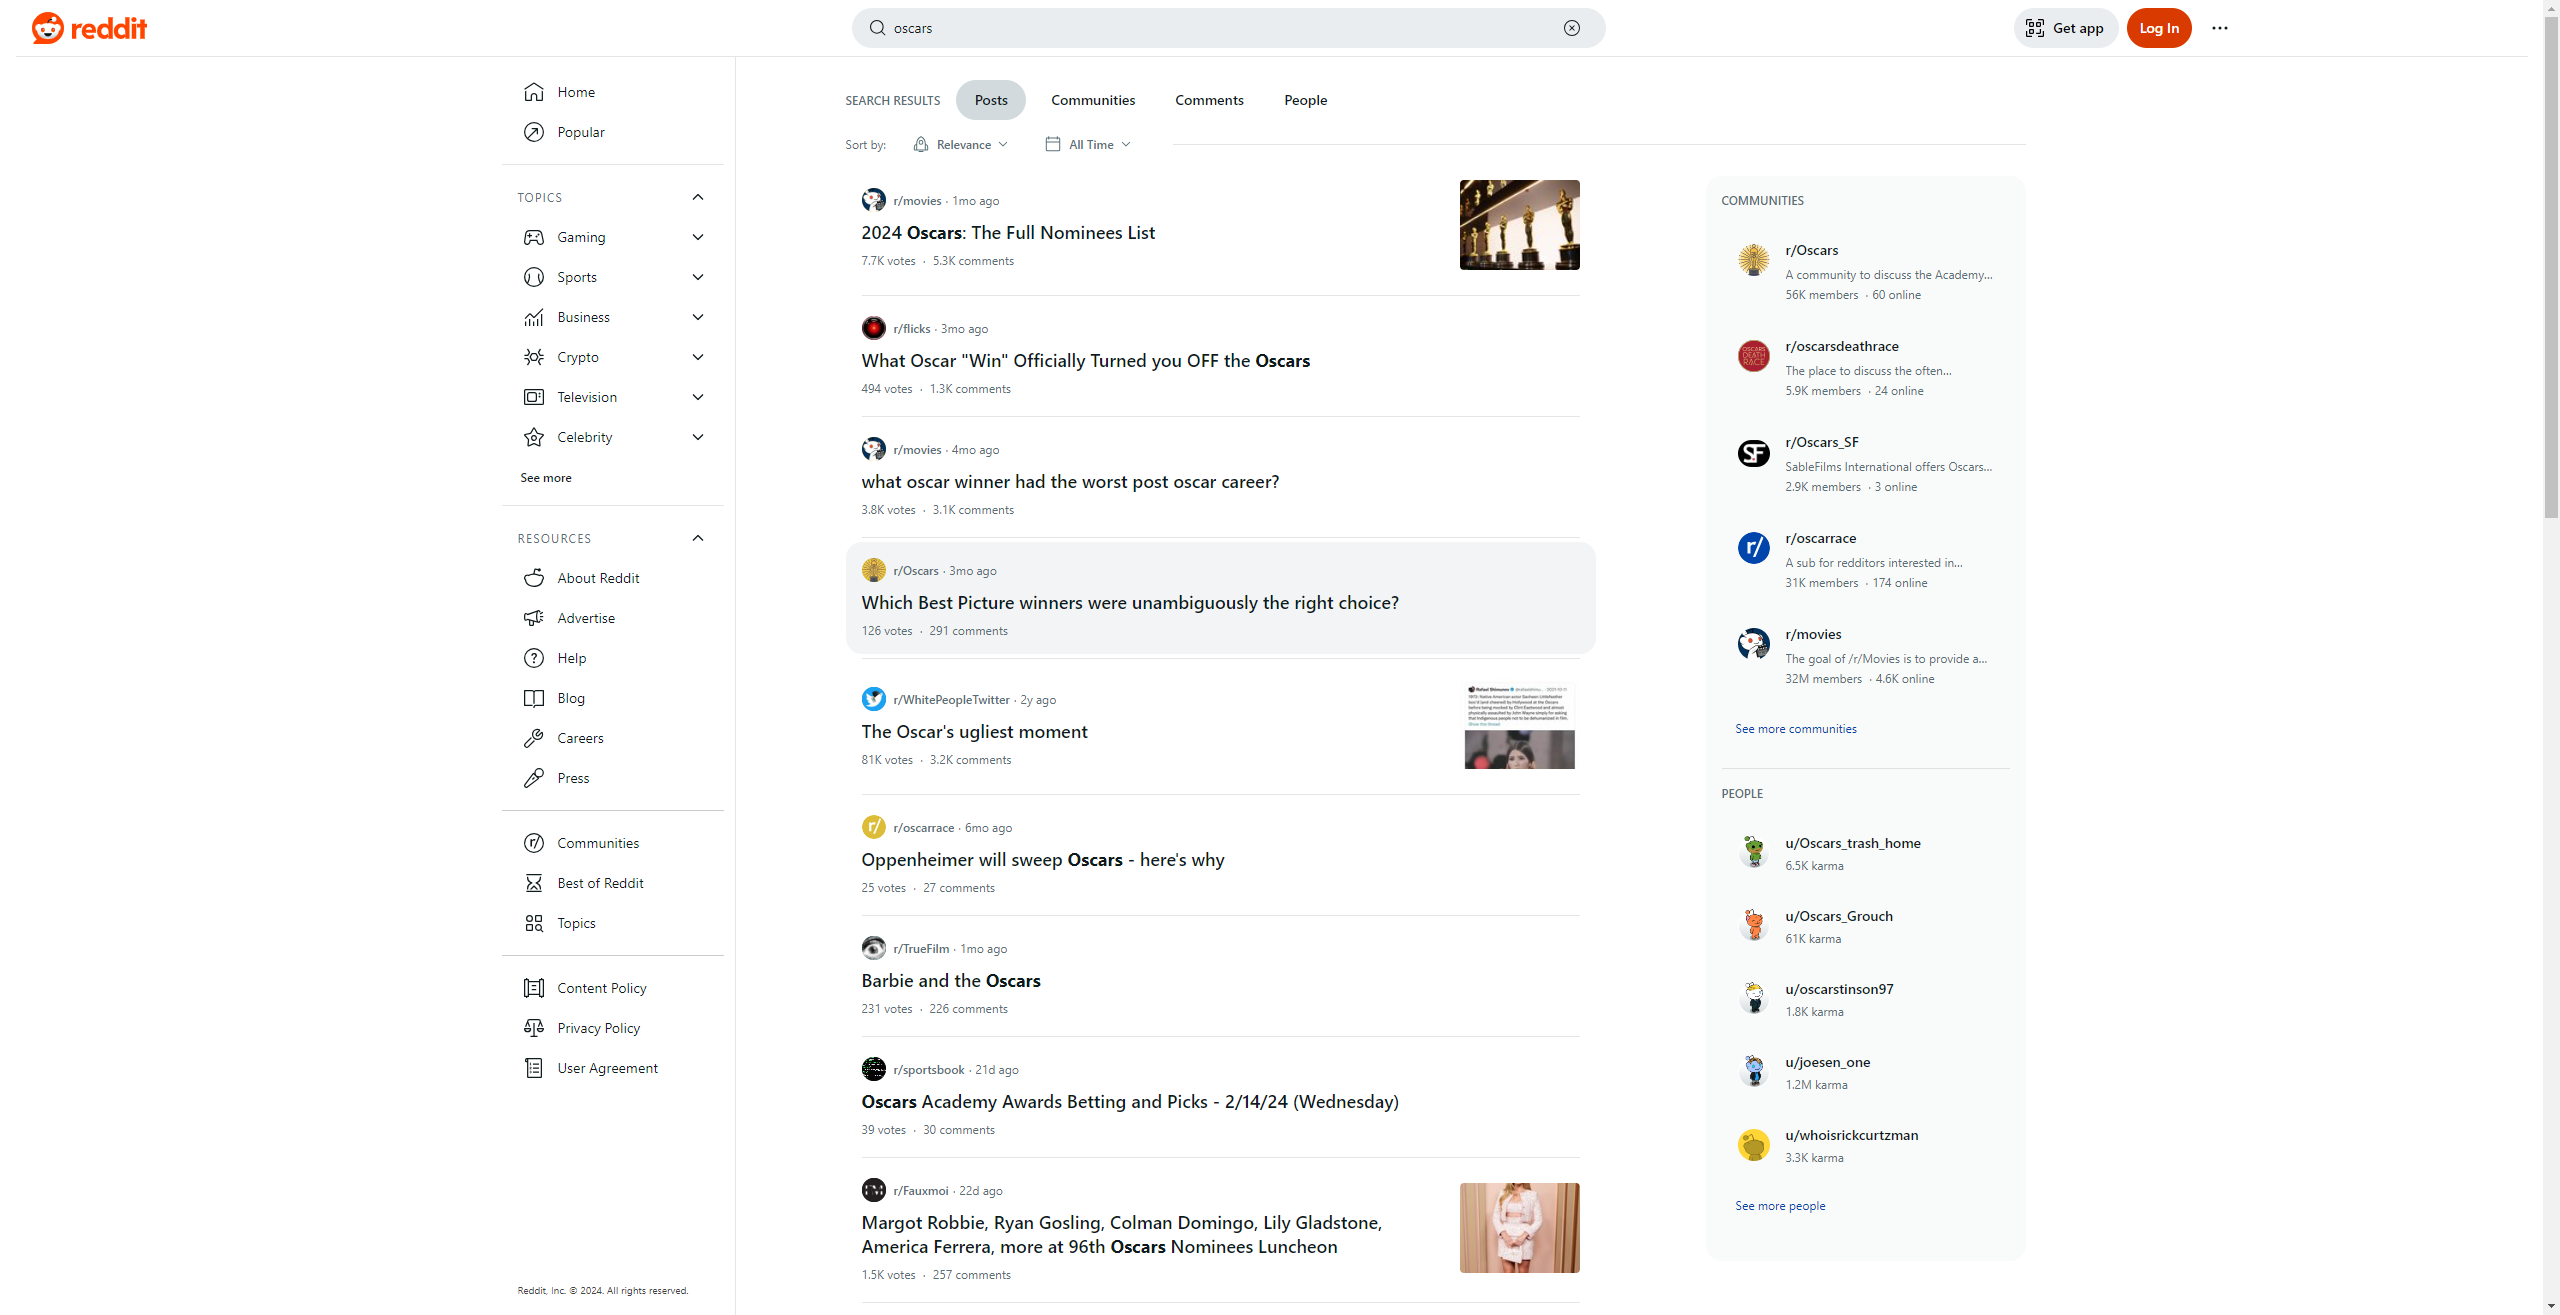 reddit
oscars
Get app
Log In
Home
Popular
TOPICS
Gaming
Sports
Business
Crypto
Television
Celebrity
See more
RESOURCES
About Reddit
Advertise
Help
Blog
Careers
Press
Communities
Best of Reddit
Topics
Content Policy
Privacy Policy
User Agreement
Reddit, Inc. © 2024. All rights reserved.
SEARCH RESULTS
Posts
Communities
Comments
People
Sort by:
Relevance
All Time
r/movies · 1mo ago
2024 Oscars: The Full Nominees List
7.7K votes · 5.3K comments
r/flicks · 3mo ago
What Oscar "Win" Officially Turned you OFF the Oscars
494 votes · 1.3K comments
r/movies · 4mo ago
what oscar winner had the worst post oscar career?
3.8K votes · 3.1K comments
r/Oscars · 3mo ago
Which Best Picture winners were unambiguously the right choice?
126 votes · 291 comments
r/WhitePeopleTwitter · 2y ago
The Oscar's ugliest moment
81K votes · 3.2K comments
r/oscarrace · 6mo ago
Oppenheimer will sweep Oscars - here's why
25 votes · 27 comments
r/TrueFilm · 1mo ago
Barbie and the Oscars
231 votes · 226 comments
r/sportsbook · 21d ago
Oscars Academy Awards Betting and Picks - 2/14/24 (Wednesday)
39 votes · 30 comments
r/Fauxmoi · 22d ago
Margot Robbie, Ryan Gosling, Colman Domingo, Lily Gladstone,
America Ferrera, more at 96th Oscars Nominees Luncheon
1.5K votes · 257 comments
COMMUNITIES
r/Oscars
A community to discuss the Academy...
56K members · 60 online
OSCARS
DEATH
RACE
r/oscarsdeathrace
The place to discuss the often...
5.9K members · 24 online
SF
r/Oscars_SF
SableFilms International offers Oscars...
2.9K members · 3 online
r/
r/oscarrace
A sub for redditors interested in...
31K members · 174 online
r/movies
The goal of /r/Movies is to provide a...
32M members · 4.6K online
See more communities
PEOPLE
u/Oscars_trash_home
6.5K karma
u/Oscars_Grouch
61K karma
u/oscarstinson97
1.8K karma
u/joesen_one
1.2M karma
u/whoisrickcurtzman
3.3K karma
See more people